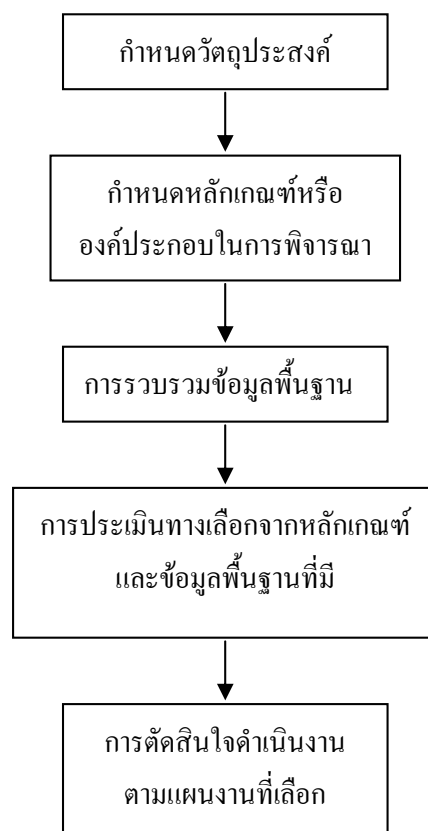 กำหนดวัตถุประสงค์
กำหนดหลักเกณฑ์หรือ
องค์ประกอบในการพิจารณา
การรวบรวมข้อมูลพื้นฐาน
การประเมินทางเลือกจากหลักเกณฑ์
และข้อมูลพื้นฐานที่มี
การตัดสินใจดำเนินงาน
ตามแผนงานที่เลือก